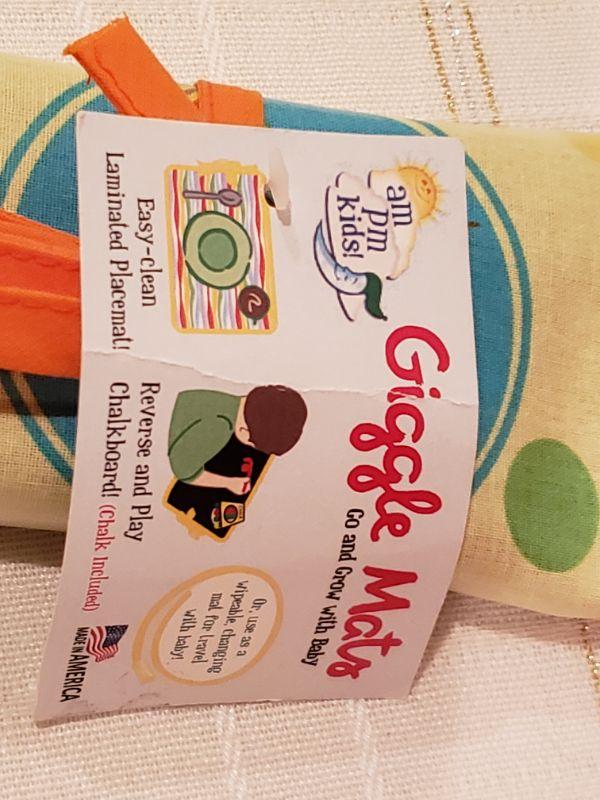 am
pm
kids!
Giggle Mats
Go and Grow with Baby
Easy-clean
Laminated Placemat!
Reverse and Play
Chalkboard! (Chalk Included)
Or, use as a
wipeable, changing
mat for travel
with baby!
MADE IN AMERICA